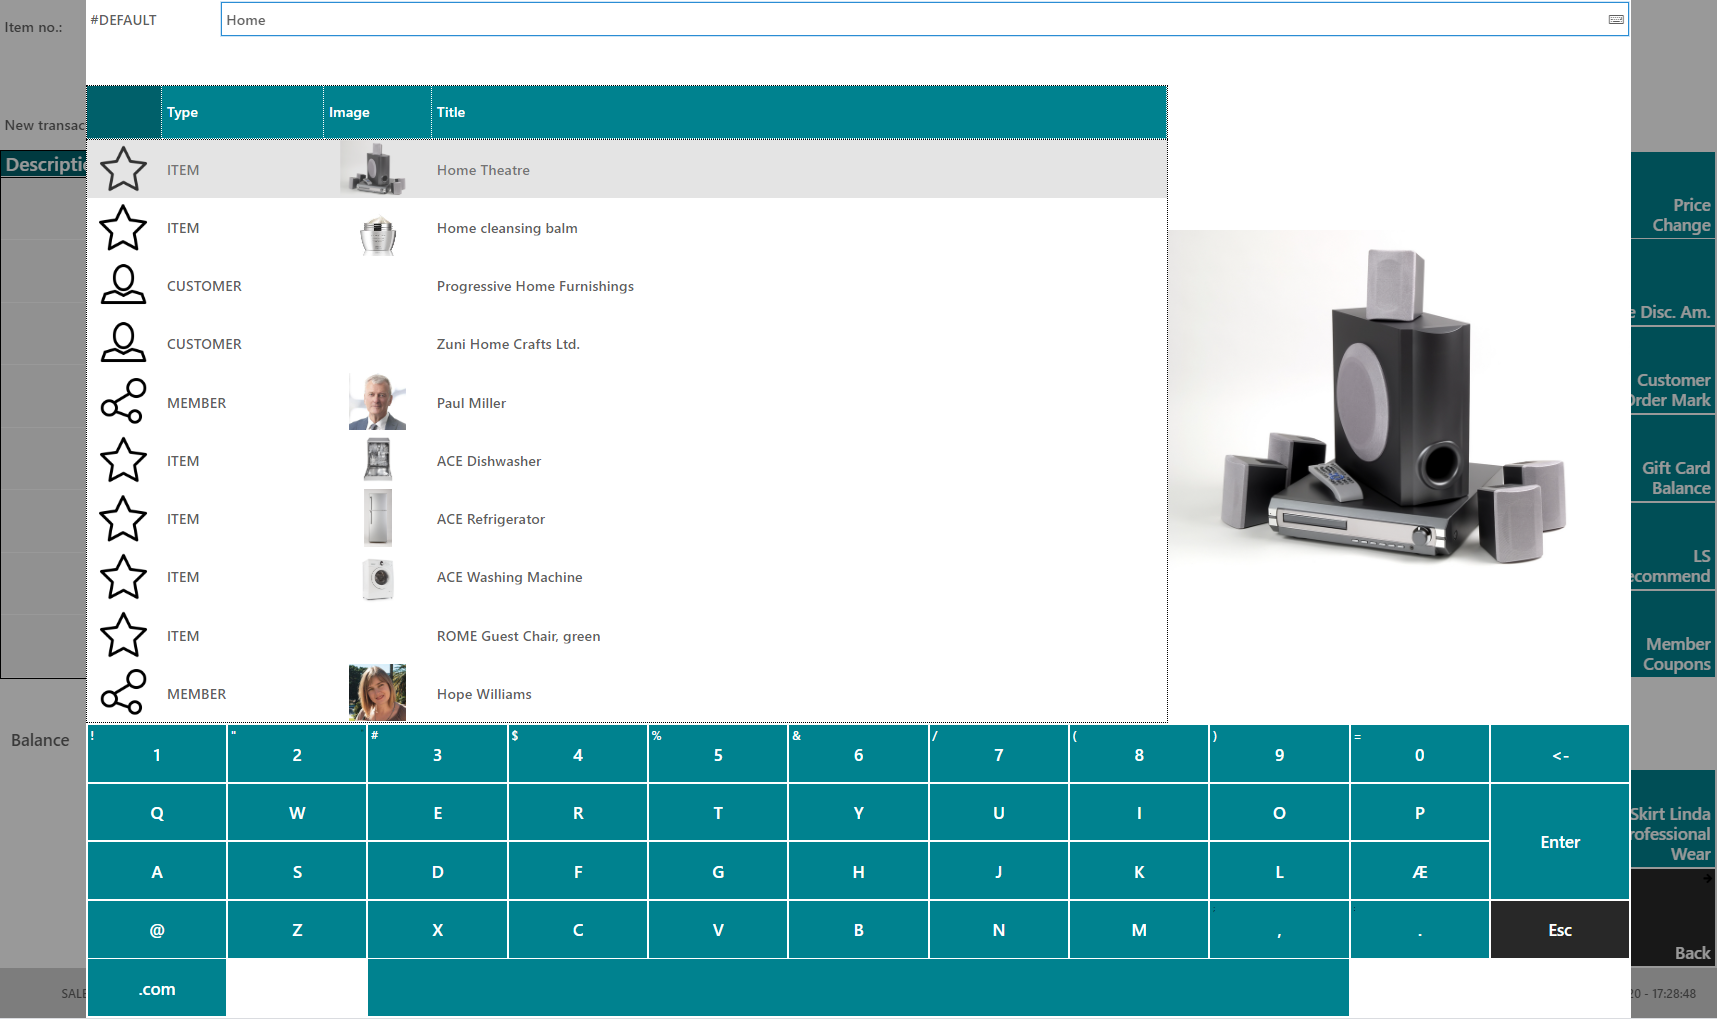 #DEFAULT
Home
Item no.:
New transac
Descripti
Type
Image
Title
ITEM
Home Theatre
ITEM
Home cleansing balm
CUSTOMER
Progressive Home Furnishings
CUSTOMER
Zuni Home Crafts Ltd.
MEMBER
Paul Miller
ITEM
ACE Dishwasher
ITEM
ACE Refrigerator
ITEM
ACE Washing Machine
ITEM
ROME Guest Chair, green
MEMBER
Hope Williams
Price
Change
e Disc. Am.
Customer
Order Mark
Gift Card
Balance
LS
ecommend
Member
Coupons
Balance
! 1
" 2
# 3
$ 4
% 5
& 6
/ 7
( 8
) 9
= 0
<-
Q
W
E
R
T
Y
U
I
O
P
Enter
A
S
D
F
G
H
J
K
L
Æ
@
Z
X
C
V
B
N
M
,
.
Esc
.com
Skirt Linda
rofessional
Wear
Back
SALE
20 - 17:28:48